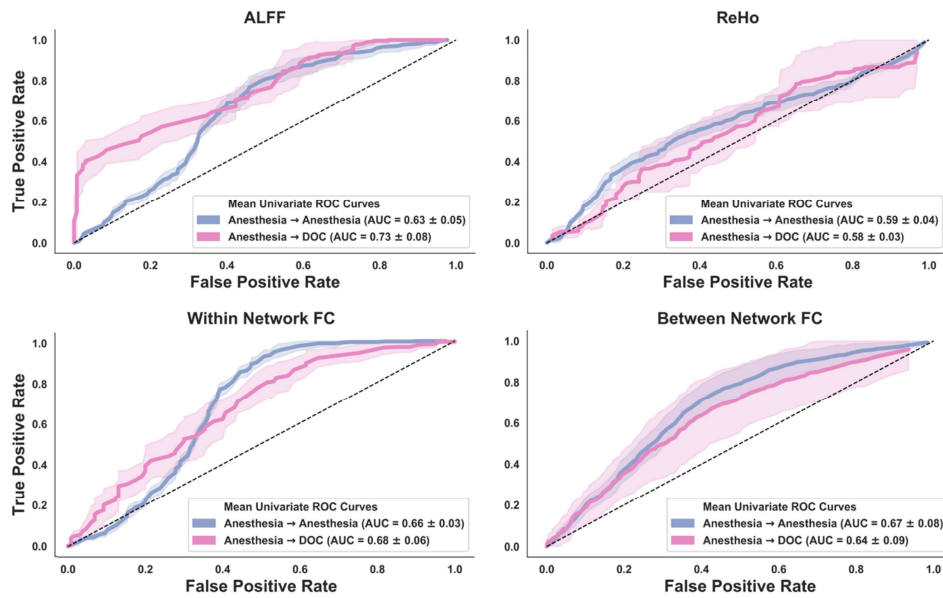 ALFF
True Positive Rate
1.0
0.8
0.6
0.4
0.2
0.0
Mean Univariate ROC Curves
Anesthesia → Anesthesia (AUC = 0.63 ± 0.05)
Anesthesia → DOC (AUC = 0.73 ± 0.08)
0.0 0.2 0.4 0.6 0.8 1.0
False Positive Rate
ReHo
1.0
0.8
0.6
0.4
0.2
0.0
Mean Univariate ROC Curves
Anesthesia → Anesthesia (AUC = 0.59 ± 0.04)
Anesthesia → DOC (AUC = 0.58 ± 0.03)
0.0 0.2 0.4 0.6 0.8 1.0
False Positive Rate
Within Network FC
True Positive Rate
1.0
0.8
0.6
0.4
0.2
0.0
Mean Univariate ROC Curves
Anesthesia → Anesthesia (AUC = 0.66 ± 0.03)
Anesthesia → DOC (AUC = 0.68 ± 0.06)
0.0 0.2 0.4 0.6 0.8 1.0
False Positive Rate
Between Network FC
1.0
0.8
0.6
0.4
0.2
0.0
Mean Univariate ROC Curves
Anesthesia → Anesthesia (AUC = 0.67 ± 0.08)
Anesthesia → DOC (AUC = 0.64 ± 0.09)
0.0 0.2 0.4 0.6 0.8 1.0
False Positive Rate